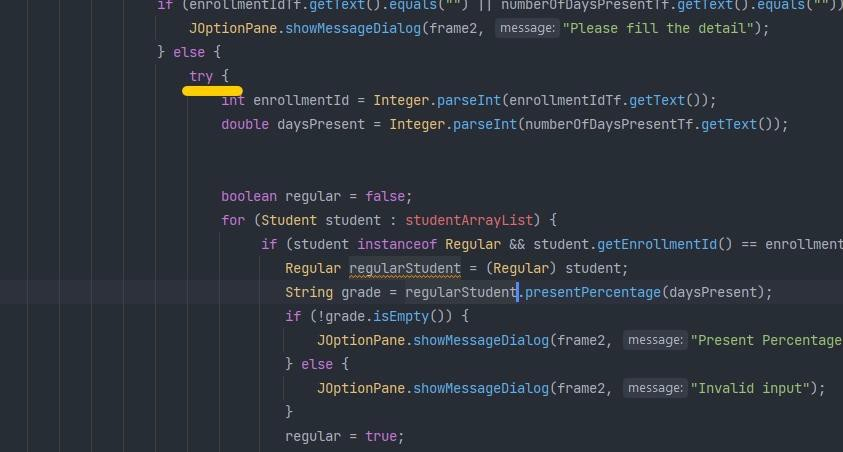 if (enrollmentIdTf.getText().equals("") || numberOfDaysPresentTf.getText().equals(""))
JOptionPane.showMessageDialog(frame2, message: "Please fill the detail");
} else {
try {
int enrollmentId = Integer.parseInt(enrollmentIdTf.getText());
double daysPresent = Integer.parseInt(numberOfDaysPresentTf.getText());
boolean regular = false;
for (Student student : studentArrayList) {
if (student instanceof Regular && student.getEnrollmentId() == enrollment
Regular regularStudent = (Regular) student;
String grade = regularStudent.presentPercentage(daysPresent);
if (!grade.isEmpty()) {
JOptionPane.showMessageDialog(frame2, message: "Present Percentage
} else {
JOptionPane.showMessageDialog(frame2, message: "Invalid input");
}
regular = true;